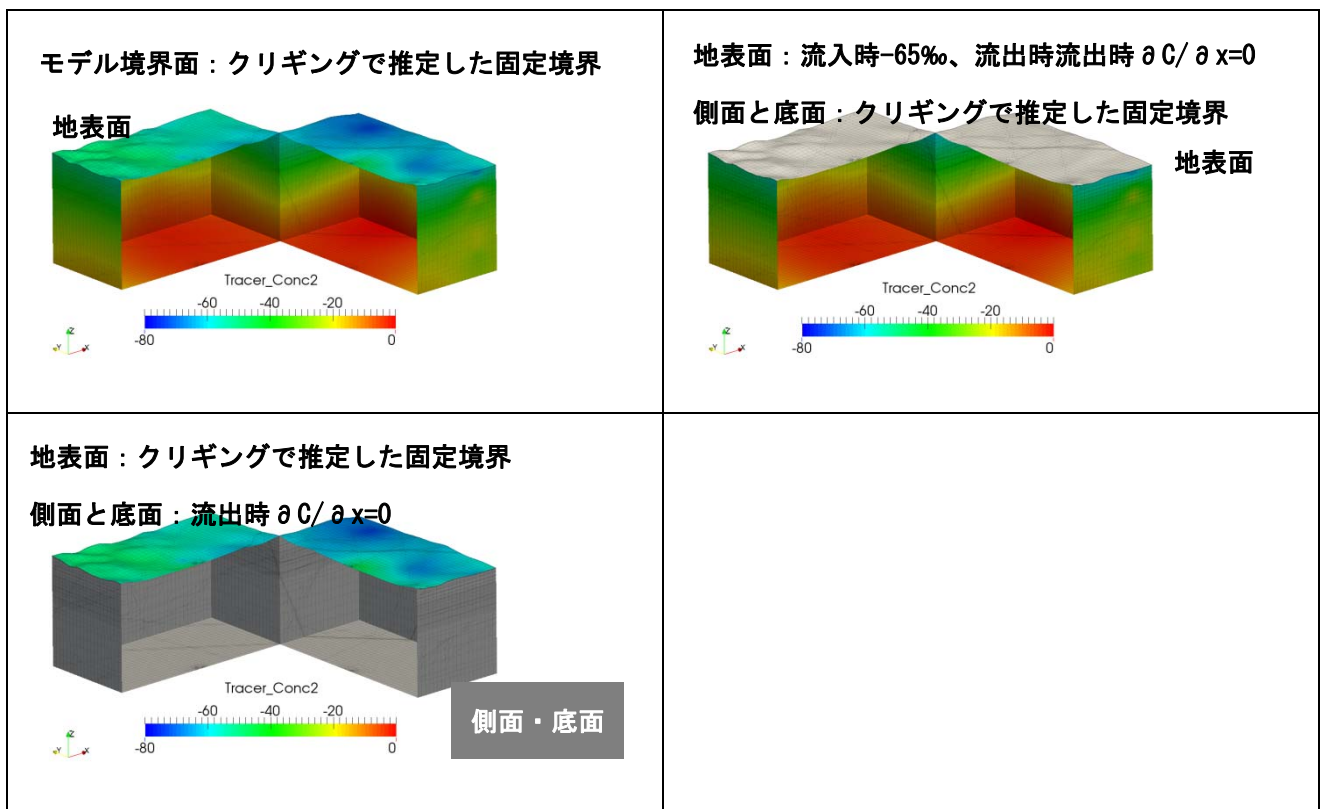 モデル境界面：クリギングで推定した固定境界
地表面
Tracer_Conc2
-60 -40 -20
-80 0
Z
Y X
地表面：流入時-65‰、流出時流出時∂C/∂x=0
側面と底面：クリギングで推定した固定境界
地表面
Tracer_Conc2
-60 -40 -20
-80 0
Z
Y X
地表面：クリギングで推定した固定境界
側面と底面：流出時∂C/∂x=0
Tracer_Conc2
-60 -40 -20
-80 0
Z
Y X
側面・底面